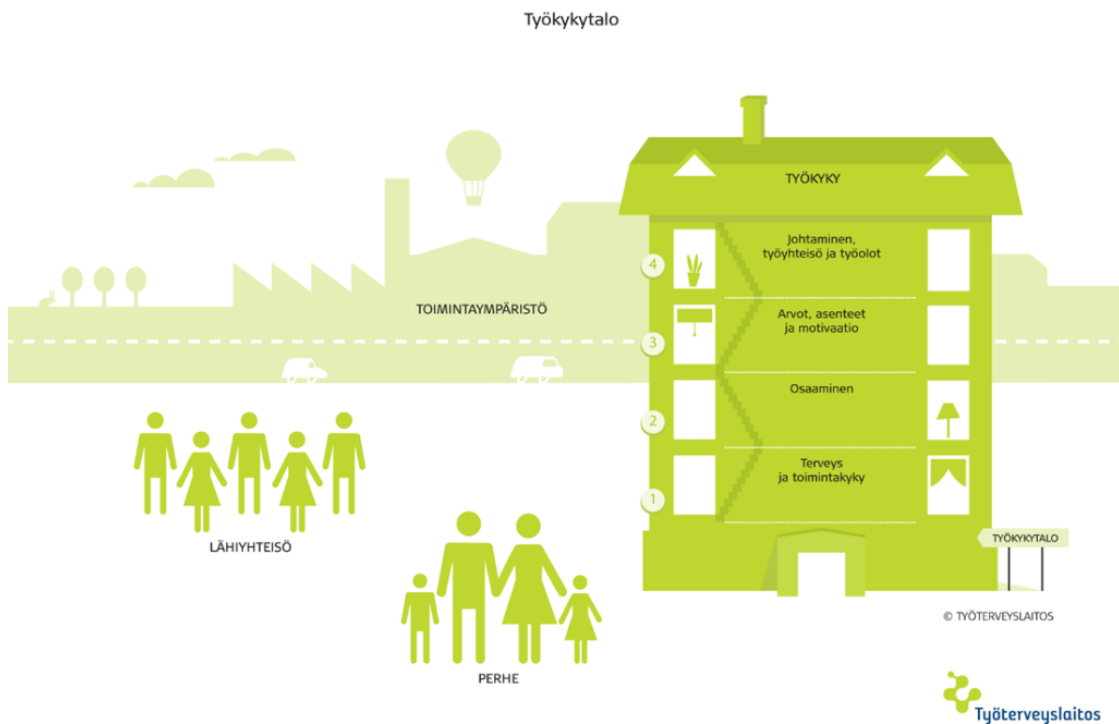 Työkykytalo
TYÖKYKY
Johtaminen,
työyhteisö ja työolot
4
Arvot, asenteet
ja motivaatio
3
Osaaminen
2
Terveys
ja toimintakyky
1
TOIMINTAYMPÄRISTÖ
LÄHIYHTEISÖ
PERHE
TYÖKYKYTALO
© TYÖTERVEYSLAITOS
Työterveyslaitos